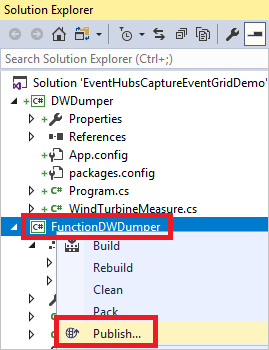 Solution Explorer
Search Solution Explorer (Ctrl+;)
Solution 'EventHubsCaptureEventGridDemo'
C# DWDumper
Properties
References
App.config
packages.config
C# Program.cs
C# WindTurbineMeasure.cs
C# FunctionDWDumper
Build
Rebuild
Clean
Pack
Publish...